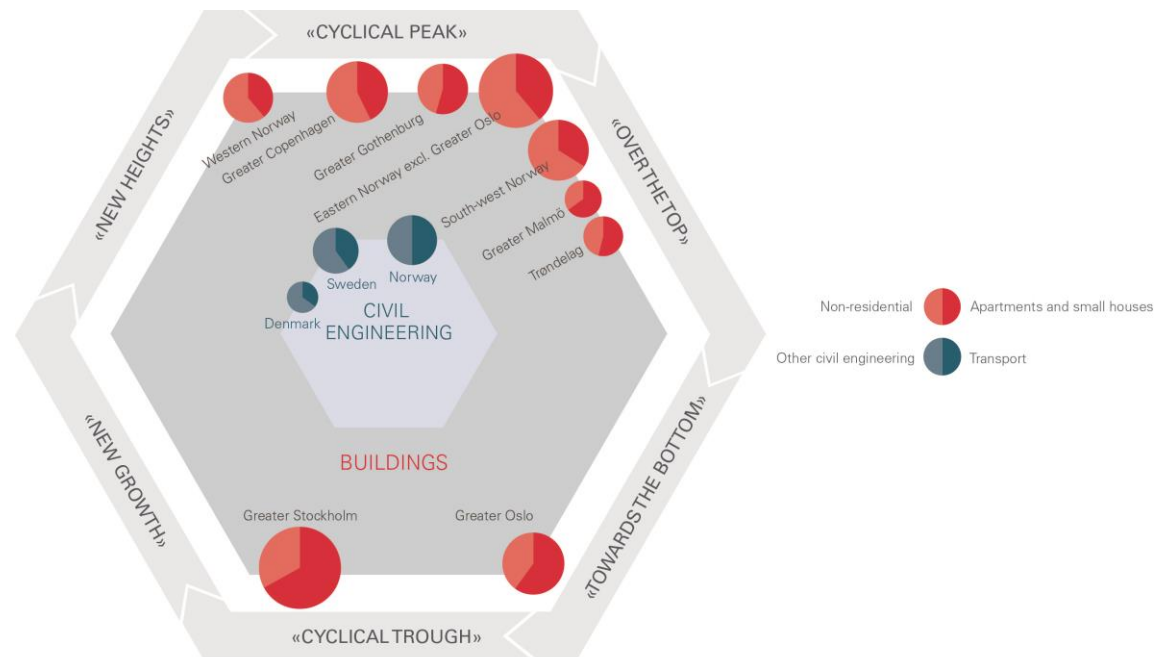 «CYCLICAL PEAK»
«NEW HEIGHTS»
«OVER THE TOP»
Western Norway
Greater Copenhagen
Greater Gothenburg
Eastern Norway excl. Greater Oslo
South-west Norway
Greater Malmö
Trøndelag
Sweden
Norway
Denmark
CIVIL
ENGINEERING
Non-residential
Apartments and small houses
Other civil engineering
Transport
BUILDINGS
«NEW GROWTH»
«TOWARDS THE BOTTOM»
Greater Stockholm
Greater Oslo
«CYCLICAL TROUGH»